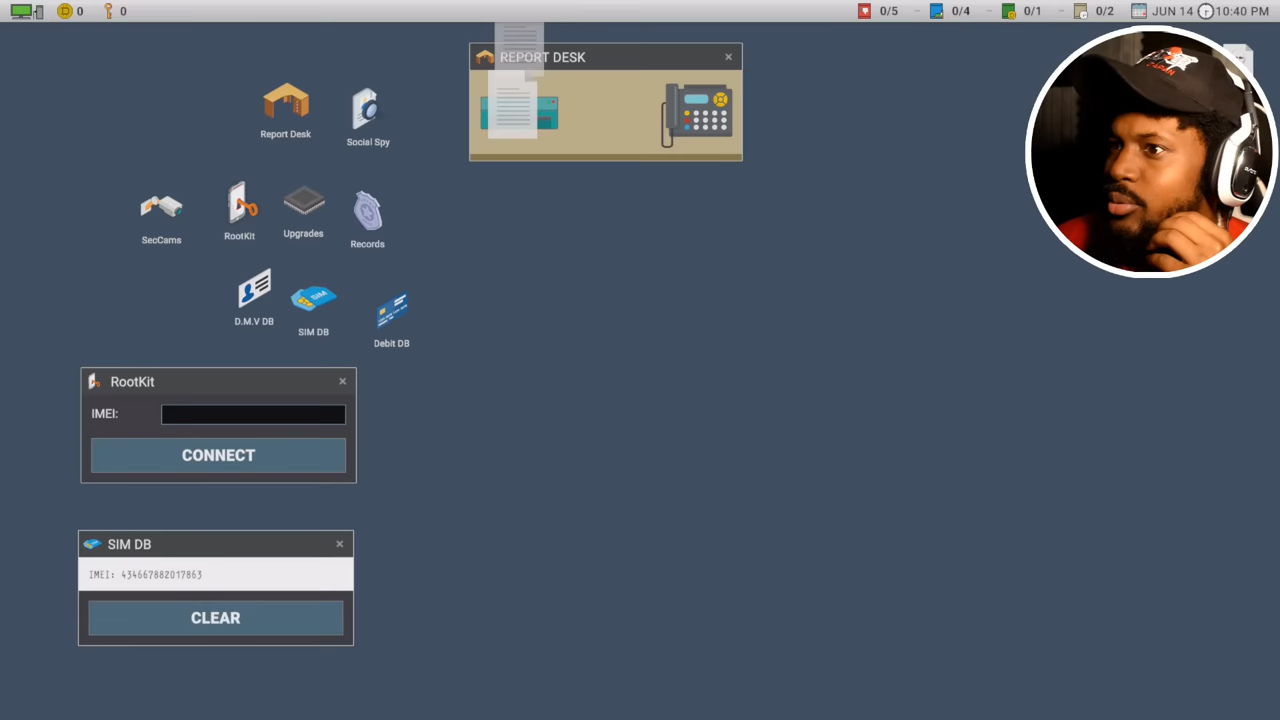 0
0
0/5
0/4
0/1
0/2
JUN 14
10:40 PM
REPORT DESK
Report Desk
Social Spy
SecCams
RootKit
Upgrades
Records
D.M.V DB
SIM DB
Debit DB
RootKit
IMEI:
CONNECT
SIM DB
IMEI: 434667882017863
CLEAR